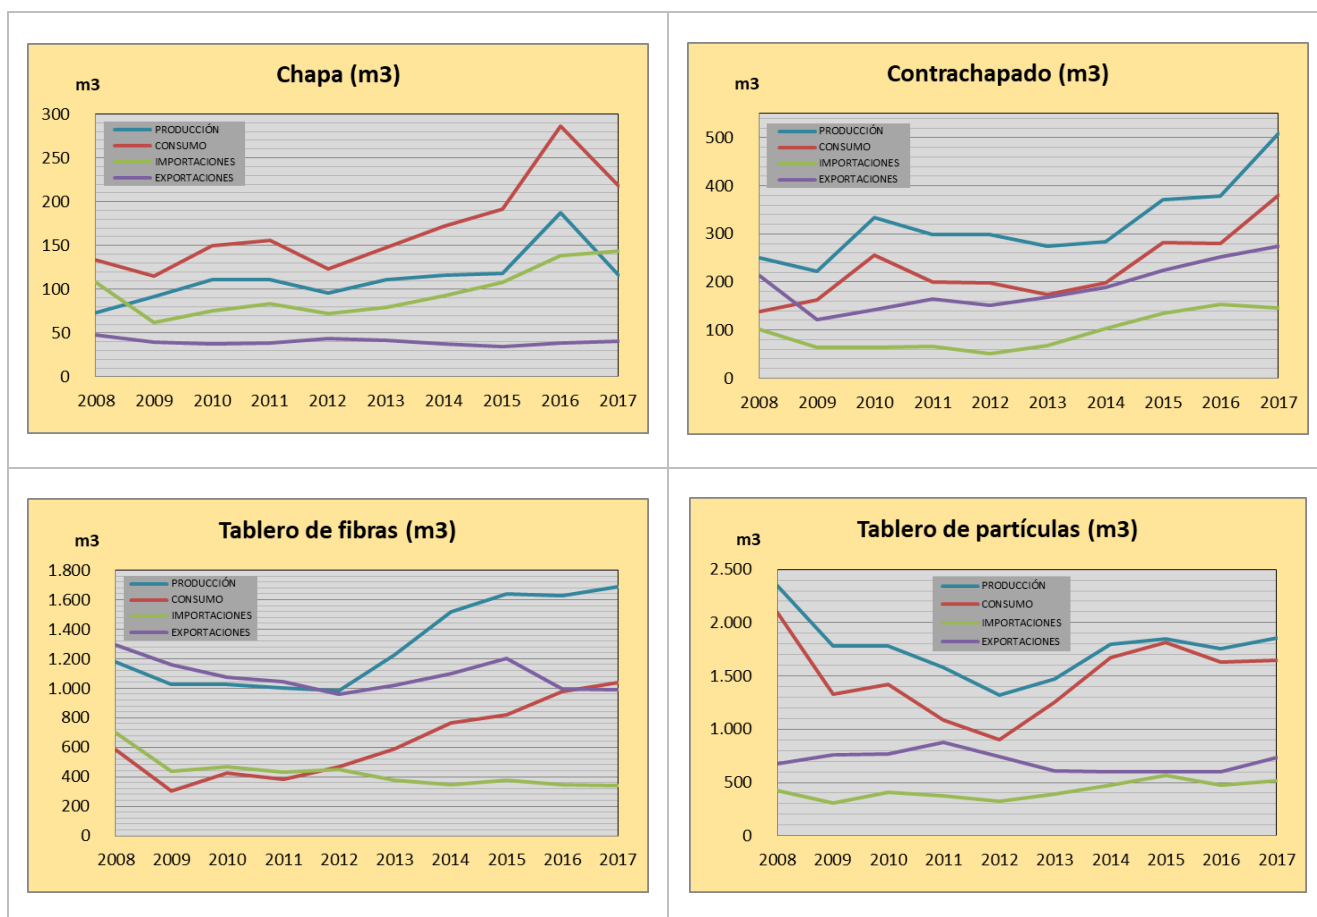 Chapa (m3)
m3
300
250
200
150
100
50
0
PRODUCCIÓN
CONSUMO
IMPORTACIONES
EXPORTACIONES
2008 2009 2010 2011 2012 2013 2014 2015 2016 2017
Contrachapado (m3)
m3
500
400
300
200
100
0
PRODUCCIÓN
CONSUMO
IMPORTACIONES
EXPORTACIONES
2008 2009 2010 2011 2012 2013 2014 2015 2016 2017
Tablero de fibras (m3)
m3
1.800
1.600
1.400
1.200
1.000
800
600
400
200
0
PRODUCCIÓN
CONSUMO
IMPORTACIONES
EXPORTACIONES
2008 2009 2010 2011 2012 2013 2014 2015 2016 2017
Tablero de partículas (m3)
m3
2.500
2.000
1.500
1.000
500
0
PRODUCCIÓN
CONSUMO
IMPORTACIONES
EXPORTACIONES
2008 2009 2010 2011 2012 2013 2014 2015 2016 2017